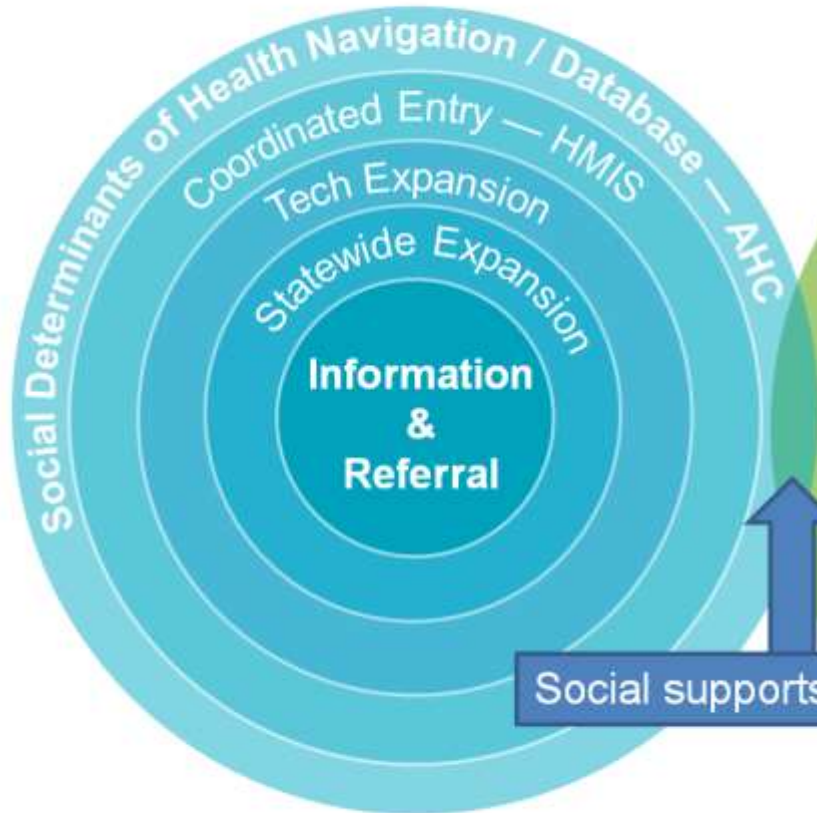 Social Determinants of Health Navigation / Database — AHC
Coordinated Entry — HMIS
Tech Expansion
Statewide Expansion
Information
&
Referral
Social supports